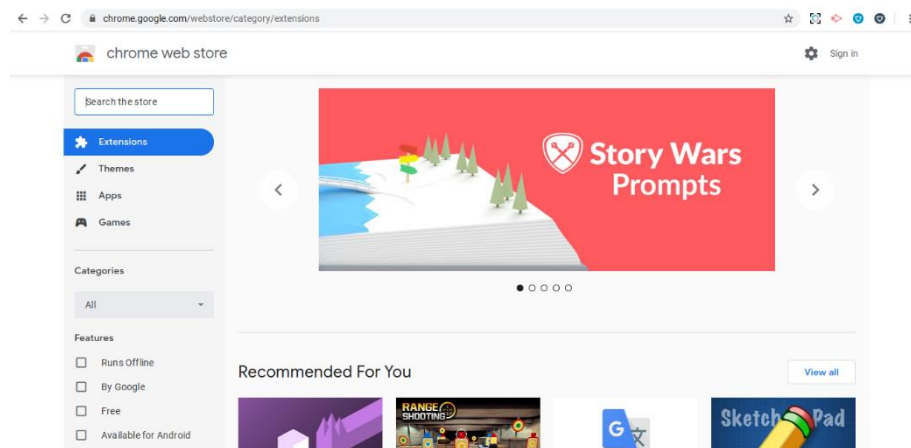 chrome.google.com/webstore/category/extensions
chrome web store
Sign in
Search the store
Extensions
Themes
Apps
Games
Categories
All
Features
Runs Offline
By Google
Free
Available for Android
Story Wars
Prompts
Recommended For You
View all
RANGE
SHOOTING
G
文
Sketch Pad